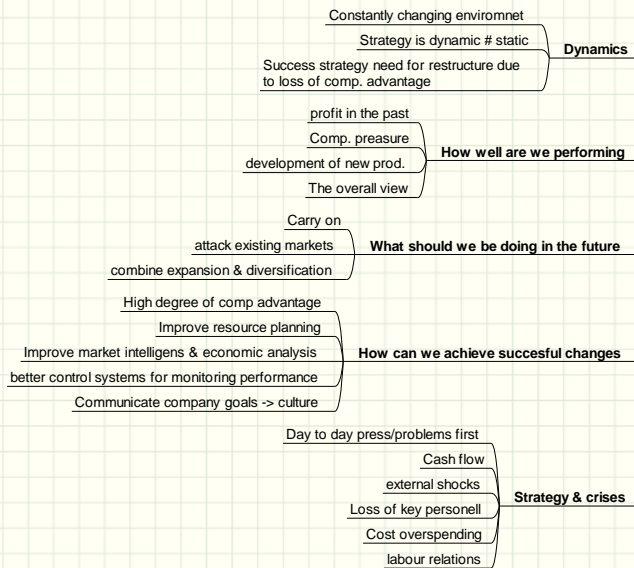 Constantly changing enviromnet
Strategy is dynamic # static
Success strategy need for restructure due
to loss of comp. advantage
Dynamics
profit in the past
Comp. preasure
development of new prod.
The overall view
How well are we performing
Carry on
attack existing markets
combine expansion & diversification
What should we be doing in the future
High degree of comp advantage
Improve resource planning
Improve market intelligens & economic analysis
better control systems for monitoring performance
Communicate company goals -> culture
How can we achieve succesful changes
Day to day press/problems first
Cash flow
external shocks
Loss of key personell
Cost overspending
labour relations
Strategy & crises